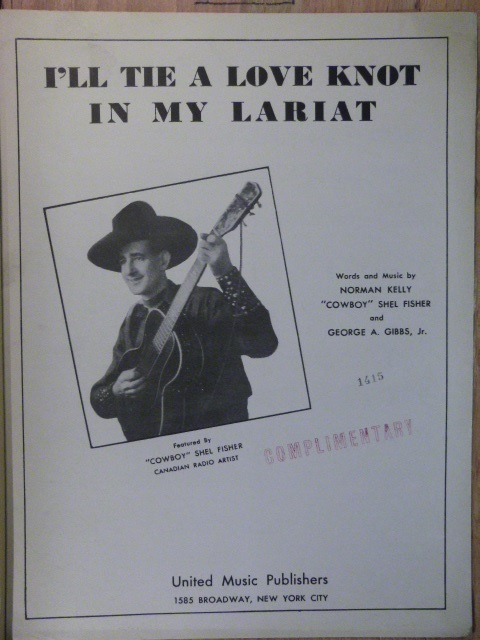 I'LL TIE A LOVE KNOT
IN MY LARIAT
Words and Music by
NORMAN KELLY
"COWBOY" SHEL FISHER
and
GEORGE A. GIBBS, Jr.
1415
COMPLIMENTARY
Featured By
"COWBOY" SHEL FISHER
CANADIAN RADIO ARTIST
United Music Publishers
1585 BROADWAY, NEW YORK CITY